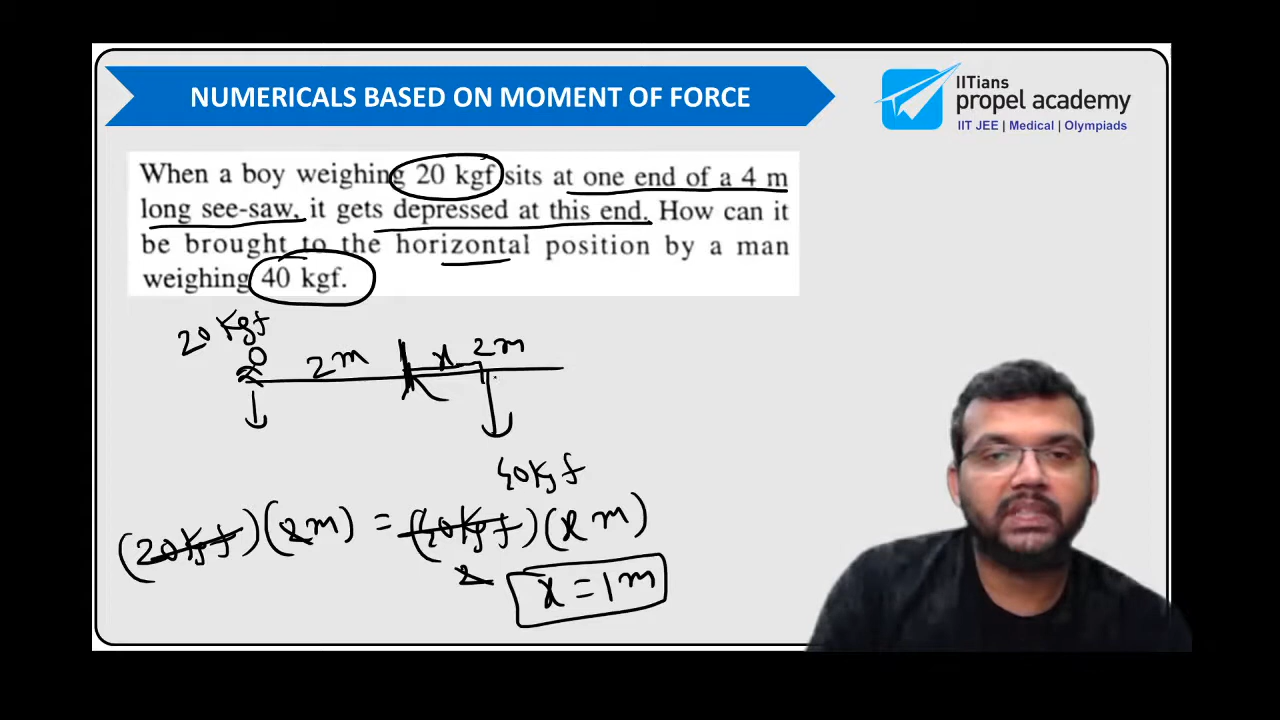 NUMERICALS BASED ON MOMENT OF FORCE
IITians
propel academy
IIT JEE | Medical | Olympiads
When a boy weighing 20 kgf sits at one end of a 4 m
long see-saw, it gets depressed at this end. How can it
be brought to the horizontal position by a man
weighing 40 kgf.
20 Kgf
2m x 2m
40Kgf
(20Kgf)(2m) = (40Kgf)(x m)
2
x = 1m